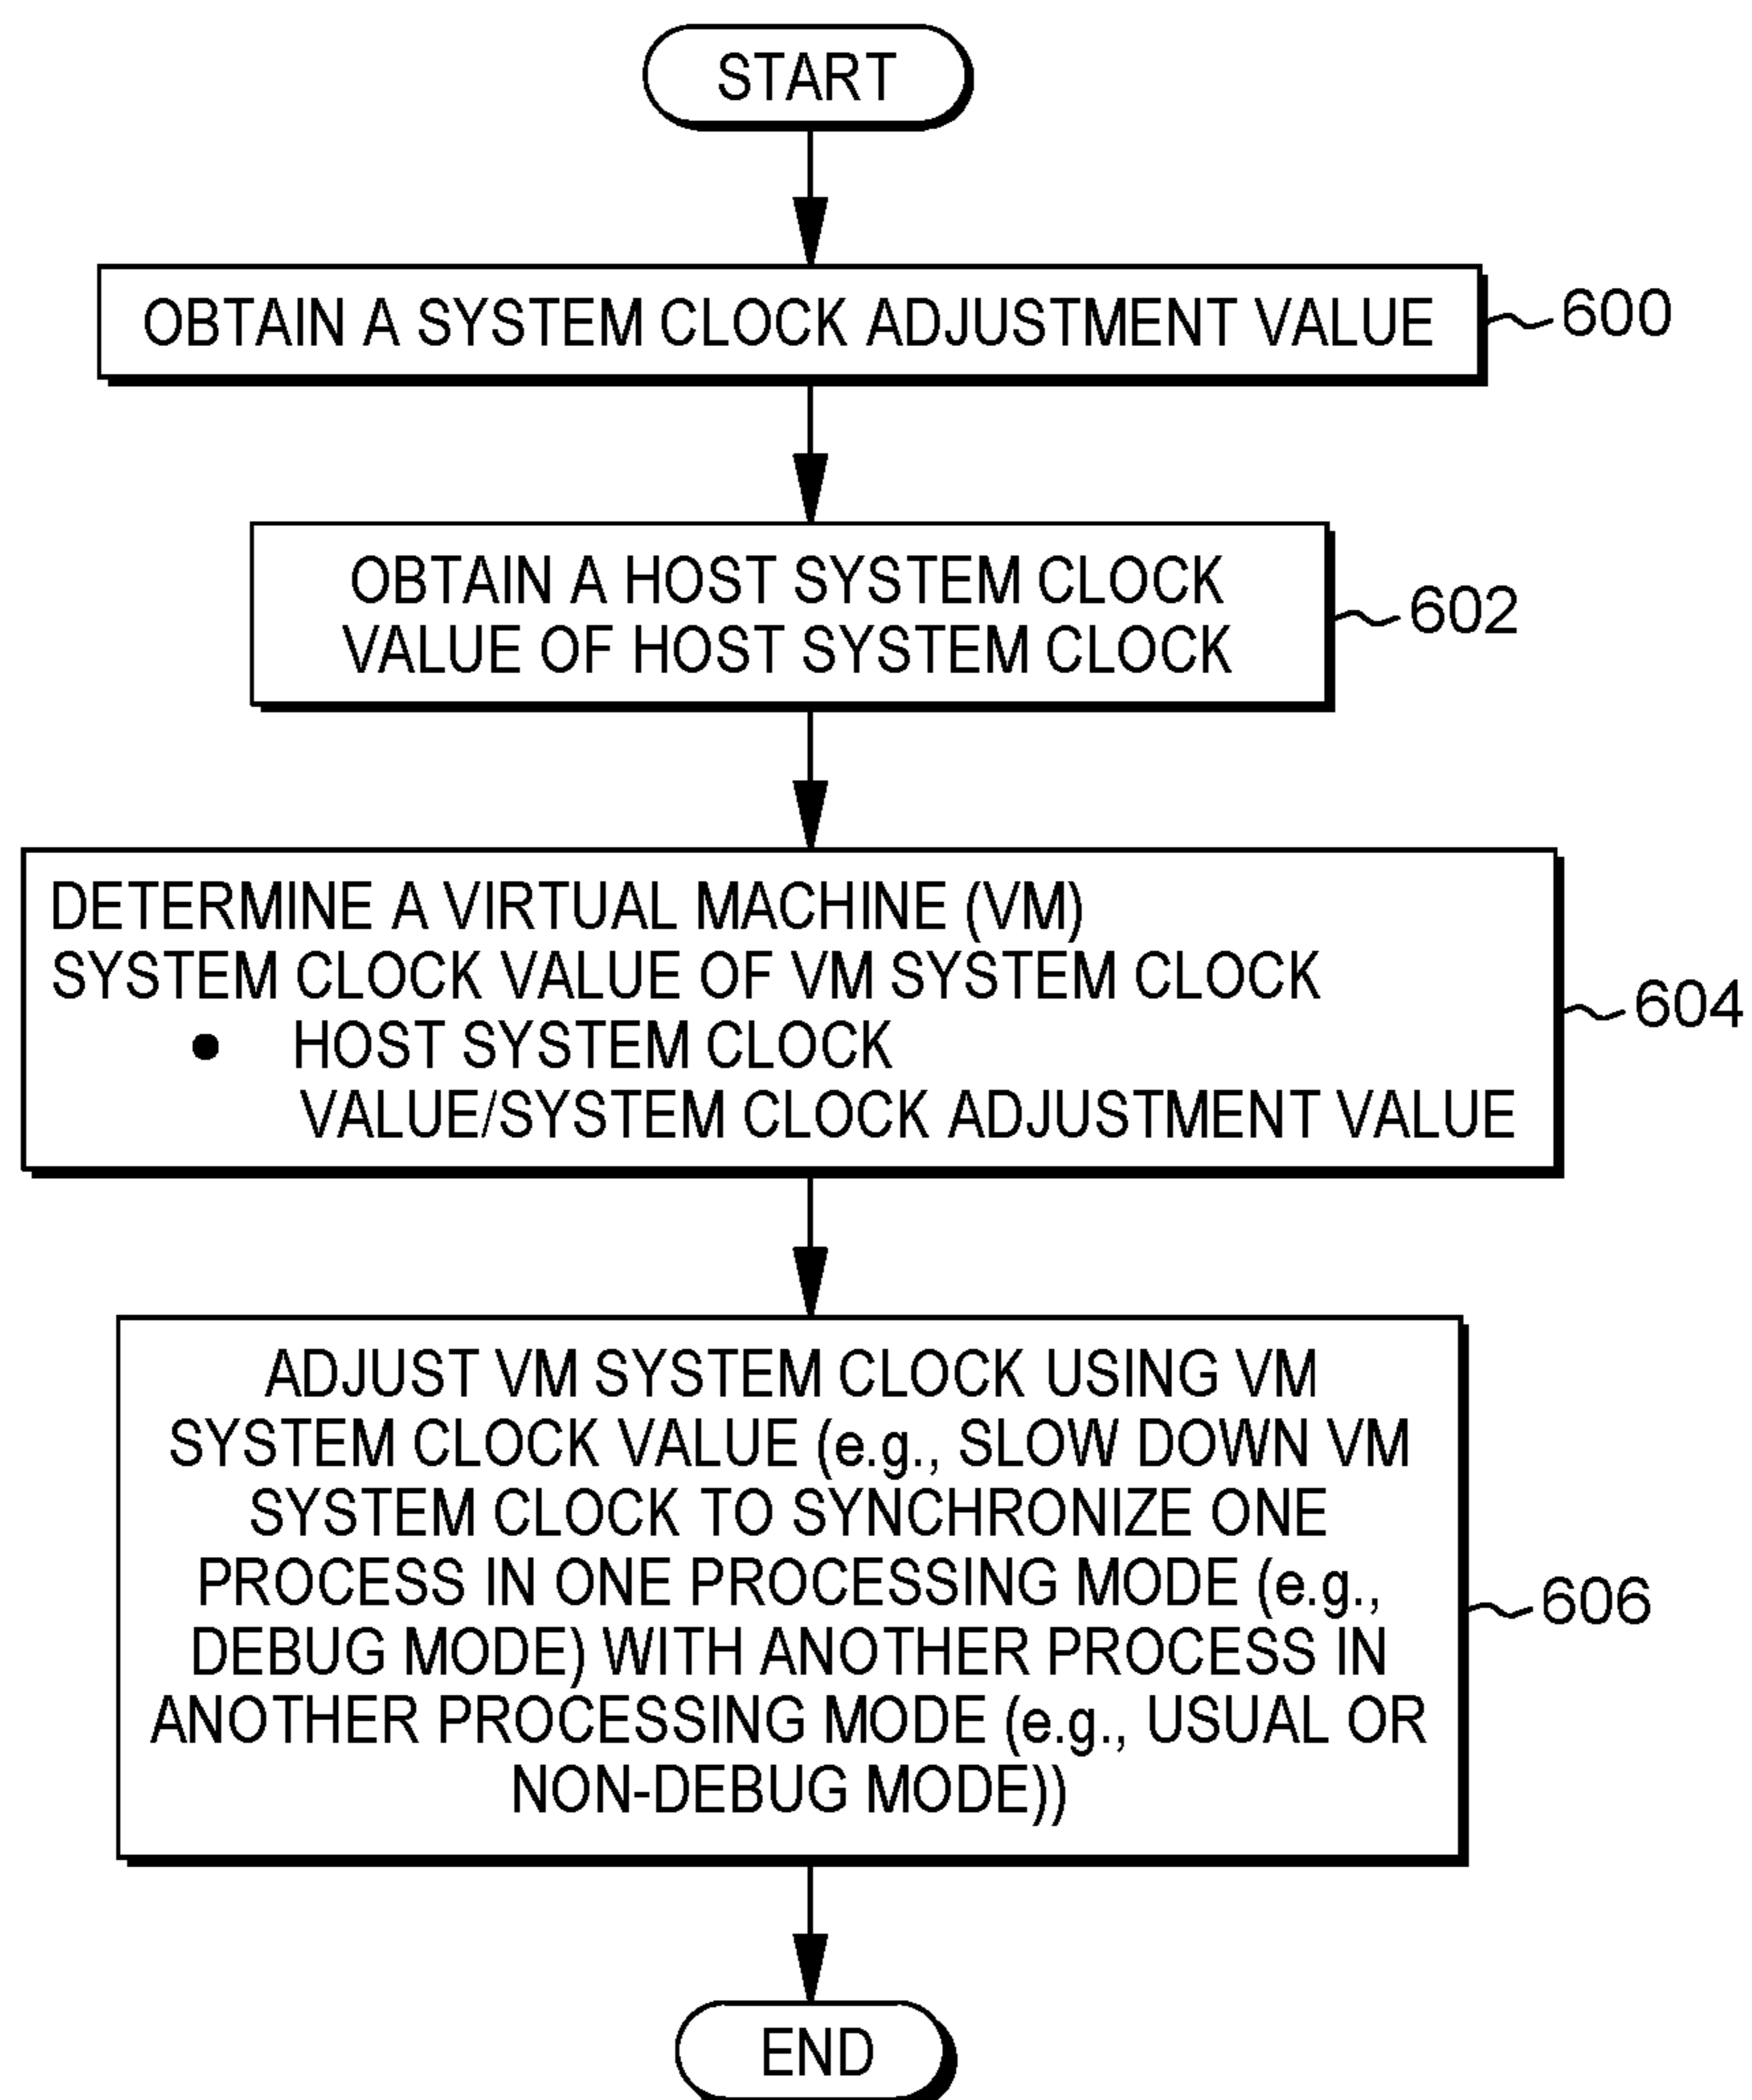 START
OBTAIN A SYSTEM CLOCK ADJUSTMENT VALUE
600
OBTAIN A HOST SYSTEM CLOCK
VALUE OF HOST SYSTEM CLOCK
602
DETERMINE A VIRTUAL MACHINE (VM)
SYSTEM CLOCK VALUE OF VM SYSTEM CLOCK
● HOST SYSTEM CLOCK
VALUE/SYSTEM CLOCK ADJUSTMENT VALUE
604
ADJUST VM SYSTEM CLOCK USING VM
SYSTEM CLOCK VALUE (e.g., SLOW DOWN VM
SYSTEM CLOCK TO SYNCHRONIZE ONE
PROCESS IN ONE PROCESSING MODE (e.g.,
DEBUG MODE) WITH ANOTHER PROCESS IN
ANOTHER PROCESSING MODE (e.g., USUAL OR
NON-DEBUG MODE))
606
END